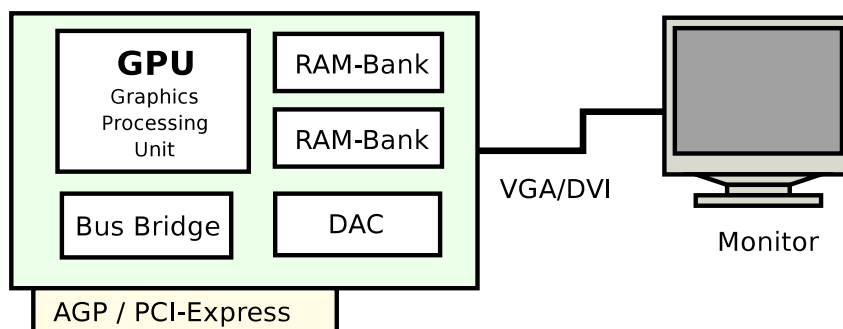 GPU
Graphics
Processing
Unit
RAM-Bank
RAM-Bank
Bus Bridge
DAC
AGP / PCI-Express
VGA/DVI
Monitor